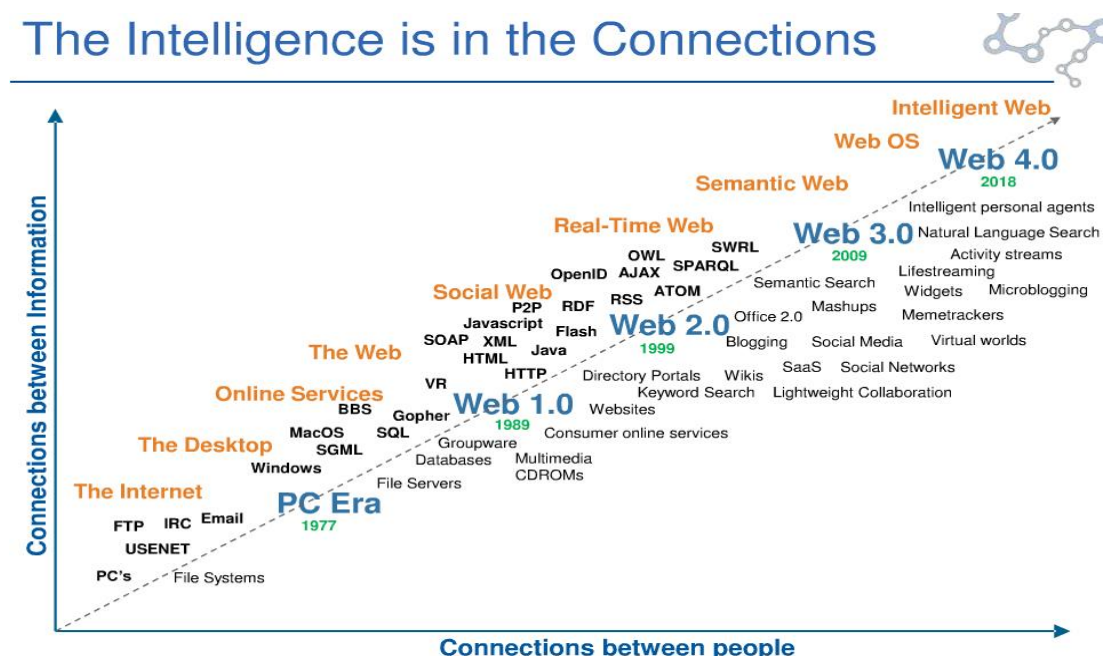 The Intelligence is in the Connections
Connections between Information
Intelligent Web
Web OS
Web 4.0
2018
Semantic Web
Intelligent personal agents
Real-Time Web
Web 3.0
2009
Natural Language Search
SWRL
OWL
SPARQL
Activity streams
OpenID
AJAX
Lifestreaming
Semantic Search
Widgets
Microblogging
Social Web
ATOM
RSS
RDF
P2P
Mashups
Memetrackers
Office 2.0
Javascript
Flash
Web 2.0
1999
SOAP
XML
Java
Blogging
Social Media
Virtual worlds
The Web
HTML
HTTP
SaaS
Social Networks
Directory Portals
Wikis
VR
Keyword Search
Lightweight Collaboration
Online Services
BBS
Gopher
Web 1.0
1989
Websites
MacOS
SQL
Consumer online services
The Desktop
SGML
Groupware
Databases
Multimedia
CDROMs
Windows
File Servers
The Internet
PC Era
1977
FTP
IRC
Email
USENET
PC's
File Systems
Connections between people